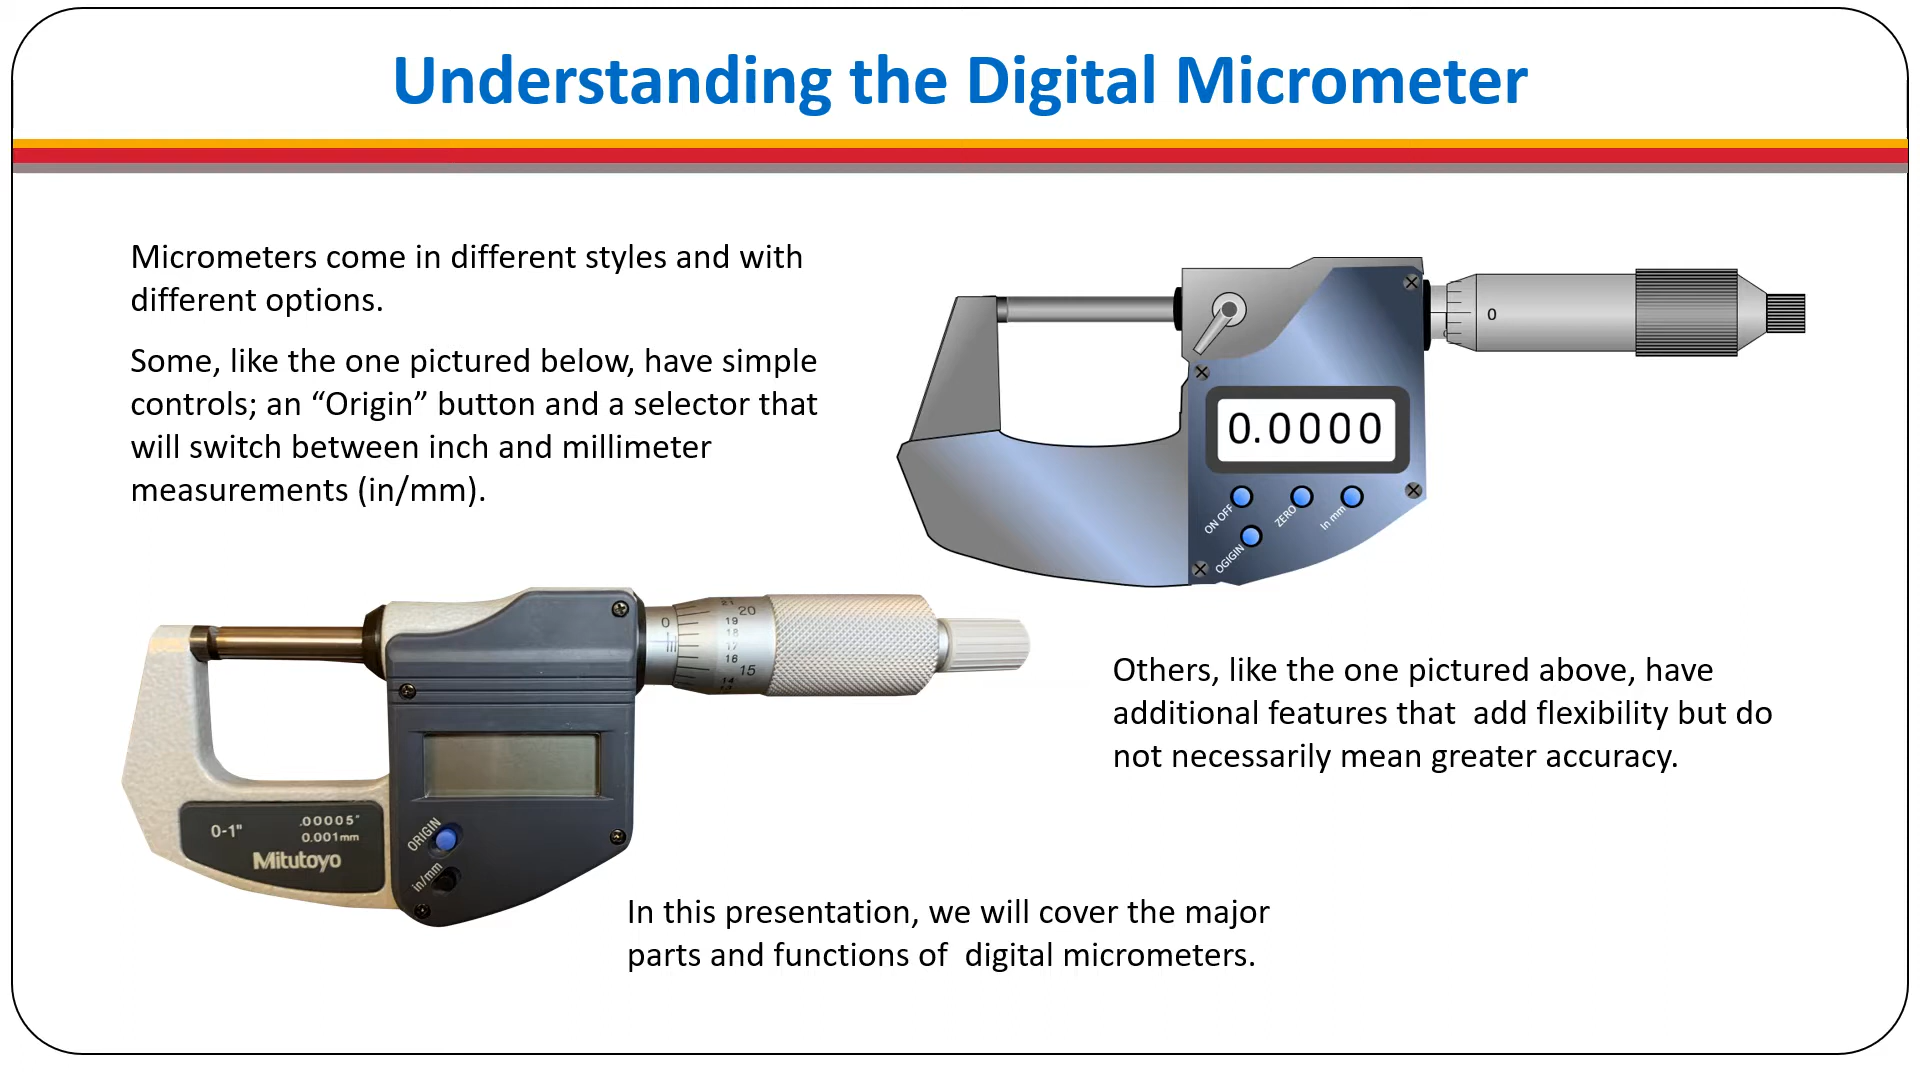 Understanding the Digital Micrometer
Micrometers come in different styles and with
different options.
Some, like the one pictured below, have simple
controls; an “Origin” button and a selector that
will switch between inch and millimeter
measurements (in/mm).
0
0.0000
ON OFF
ZERO
In mm
OGIGIN
0
21
20
19
18
17
16
15
14
ORIGIN
in/mm
0-1"
.00005"
0.001mm
Mitutoyo
Others, like the one pictured above, have
additional features that  add flexibility but do
not necessarily mean greater accuracy.
In this presentation, we will cover the major
parts and functions of  digital micrometers.